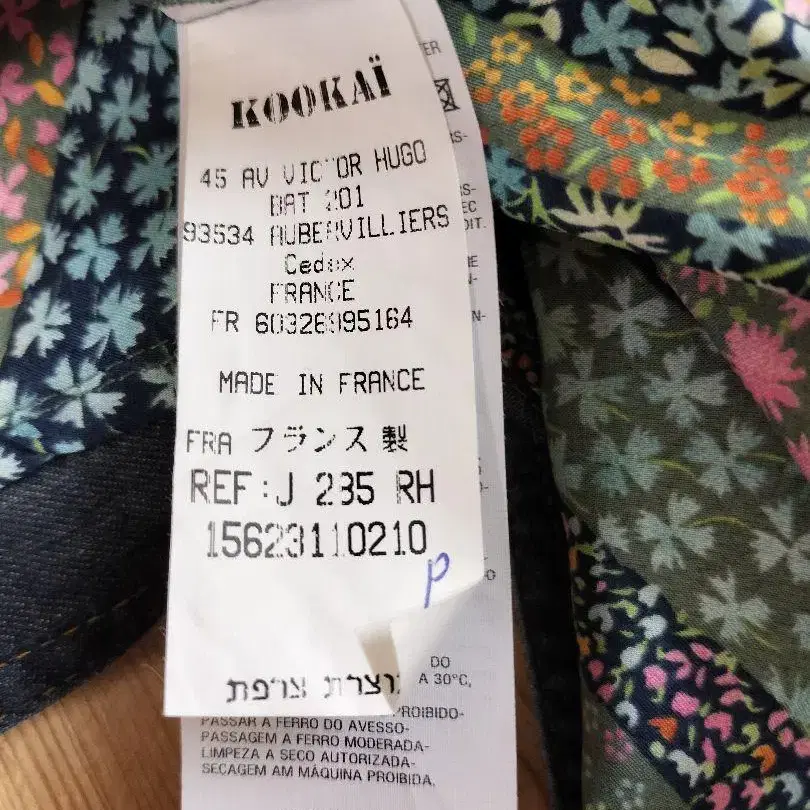 KOOKAÏ
45 AV VICTOR HUGO
BAT 201
93534 AUBERVILLIERS
Cedex
FRANCE
FR 60326995164
MADE IN FRANCE
FRA フランス 製
REF:J 235 RH
15623110210
P
תוצרת צרפת
DO
A 30°C,
PROIBIDO-
PASSAR A FERRO DO AVESSO-
PASSAGEM A FERRO MODERADA-
LIMPEZA A SECO AUTORIZADA-
SECAGEM AM MÁQUINA PROIBIDA.